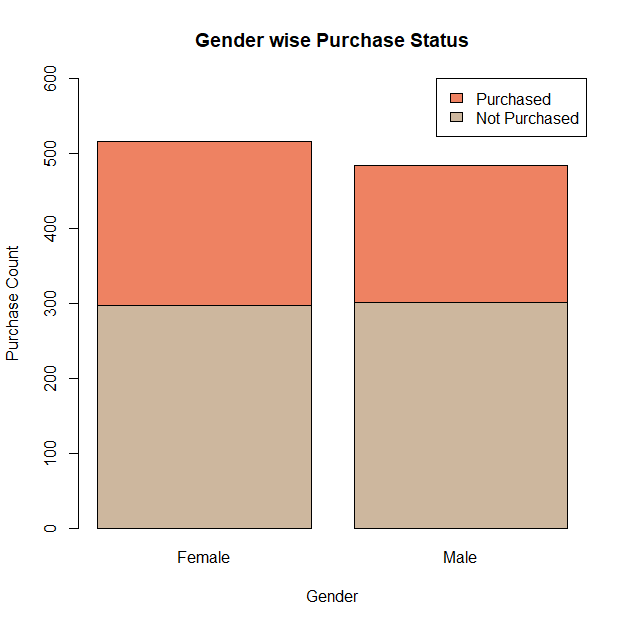 Gender wise Purchase Status
Purchased
Not Purchased
600
500
400
300
200
100
0
Purchase Count
Female
Male
Gender